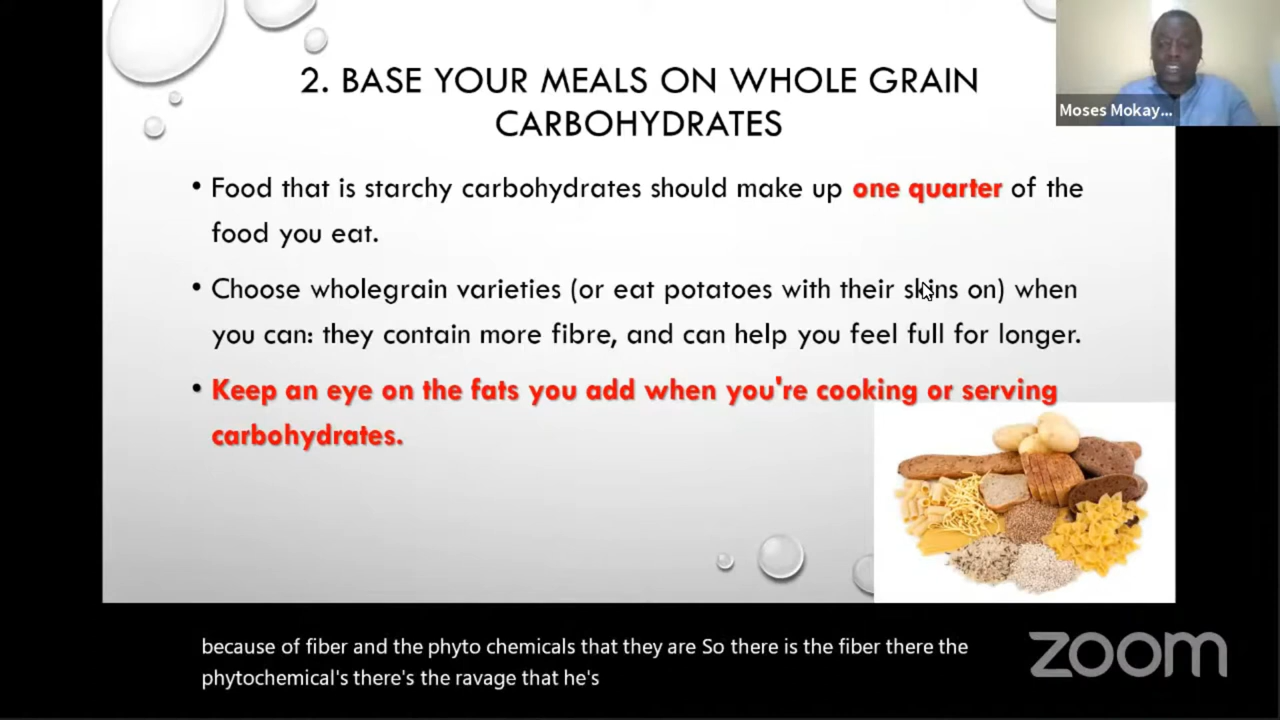 2. BASE YOUR MEALS ON WHOLE GRAIN
CARBOHYDRATES
Moses Mokay...
• Food that is starchy carbohydrates should make up one quarter of the
food you eat.
• Choose wholegrain varieties (or eat potatoes with their skins on) when
you can: they contain more fibre, and can help you feel full for longer.
• Keep an eye on the fats you add when you're cooking or serving
carbohydrates.
because of fiber and the phyto chemicals that they are So there is the fiber there the
phytochemical's there's the ravage that he's
zoom